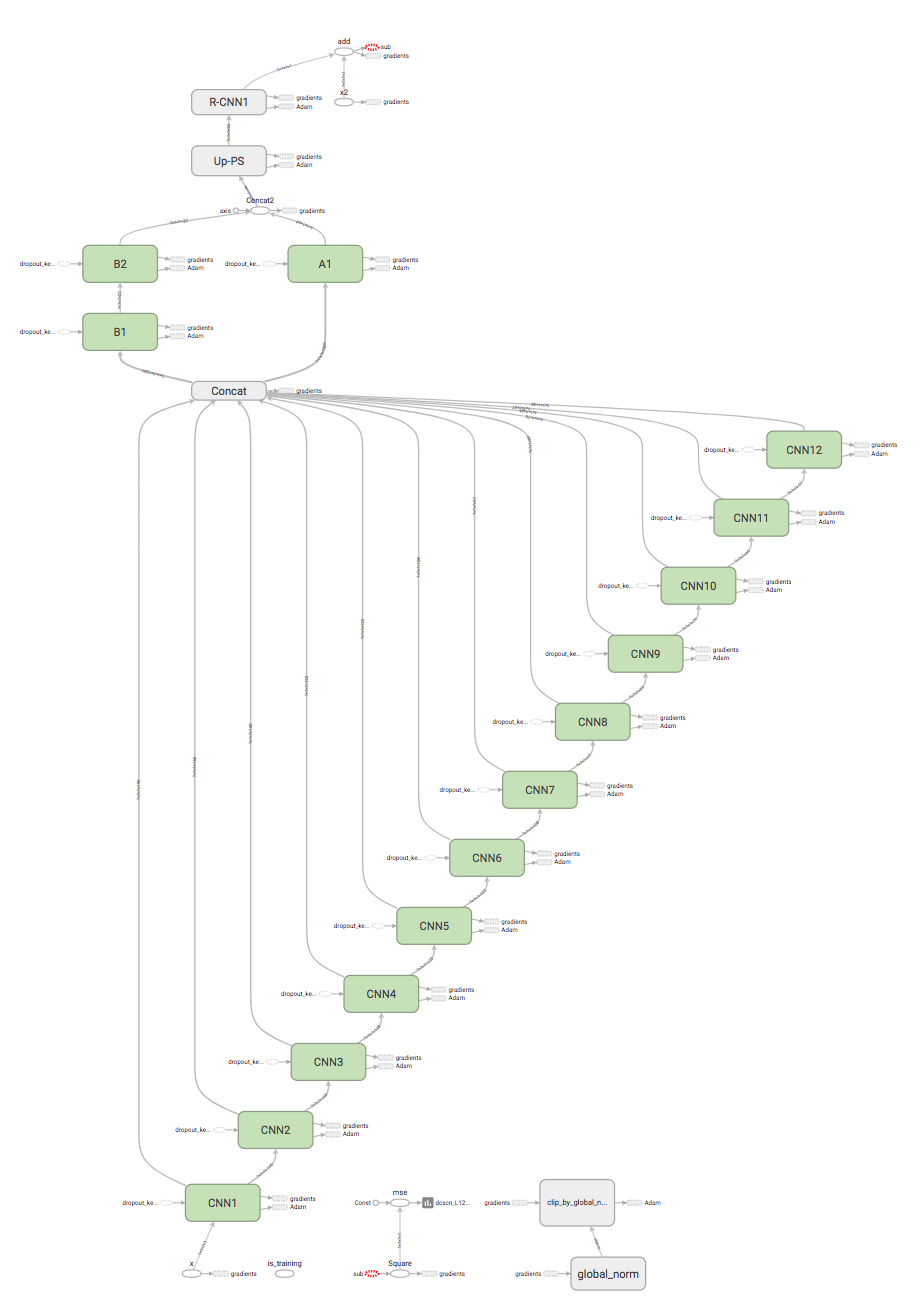 add
sub
gradients
R-CNN1
gradients
Adam
x2
gradients
Up-PS
gradients
Adam
Concat2
axis
gradients
dropout_ke...
B2
gradients
Adam
dropout_ke...
A1
gradients
Adam
dropout_ke...
B1
gradients
Adam
Concat
gradients
dropout_ke...
CNN12
gradients
Adam
dropout_ke...
CNN11
gradients
Adam
dropout_ke...
CNN10
gradients
Adam
dropout_ke...
CNN9
gradients
Adam
dropout_ke...
CNN8
gradients
Adam
dropout_ke...
CNN7
gradients
Adam
dropout_ke...
CNN6
gradients
Adam
dropout_ke...
CNN5
gradients
Adam
dropout_ke...
CNN4
gradients
Adam
dropout_ke...
CNN3
gradients
Adam
dropout_ke...
CNN2
gradients
Adam
dropout_ke...
CNN1
gradients
Adam
x
gradients
is_training
mse
Const
dcscn_L12...
Square
sub
gradients
gradients
clip_by_global_n...
Adam
gradients
global_norm